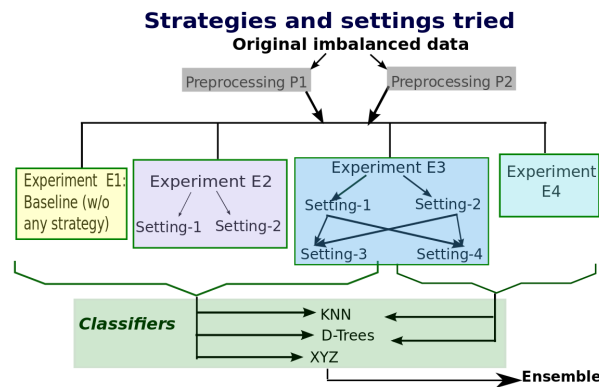 Strategies and settings tried
Original imbalanced data
Preprocessing P1
Preprocessing P2
Experiment E1:
Baseline (w/o
any strategy)
Experiment E2
Setting-1
Setting-2
Experiment E3
Setting-1
Setting-2
Setting-3
Setting-4
Experiment
E4
Classifiers
KNN
D-Trees
XYZ
Ensemble